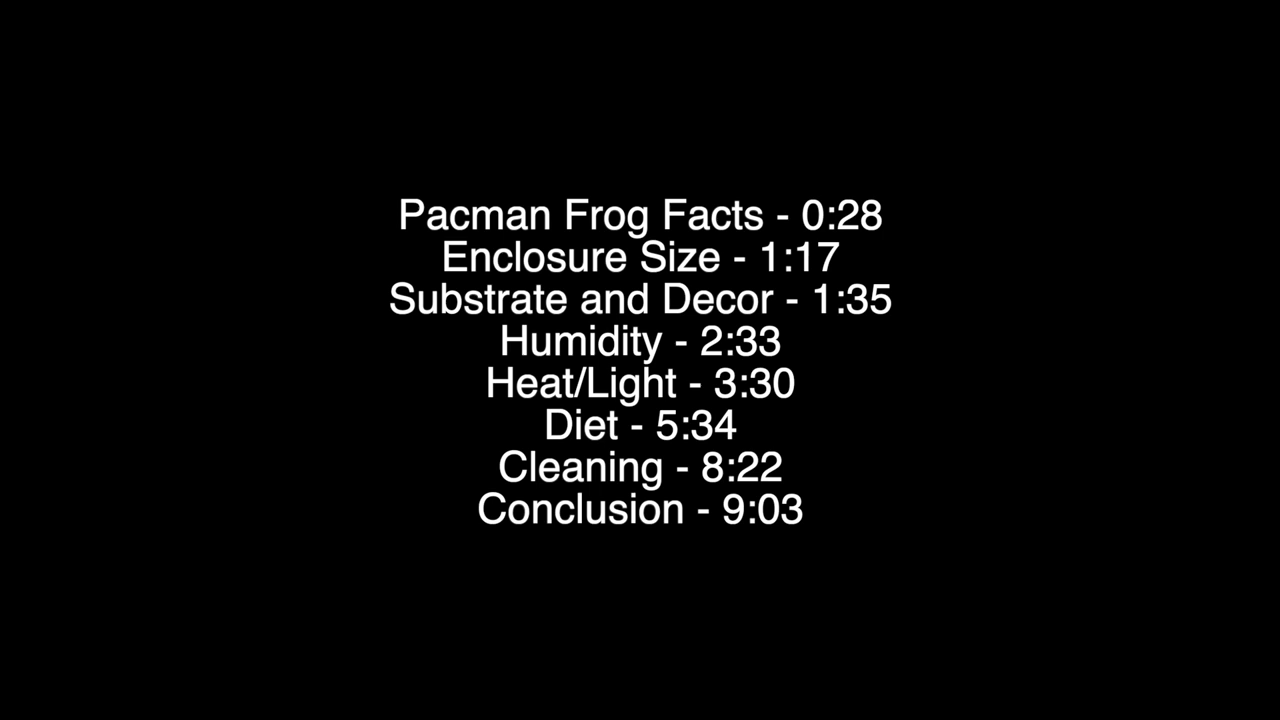 Pacman Frog Facts - 0:28
Enclosure Size - 1:17
Substrate and Decor - 1:35
Humidity - 2:33
Heat/Light - 3:30
Diet - 5:34
Cleaning - 8:22
Conclusion - 9:03